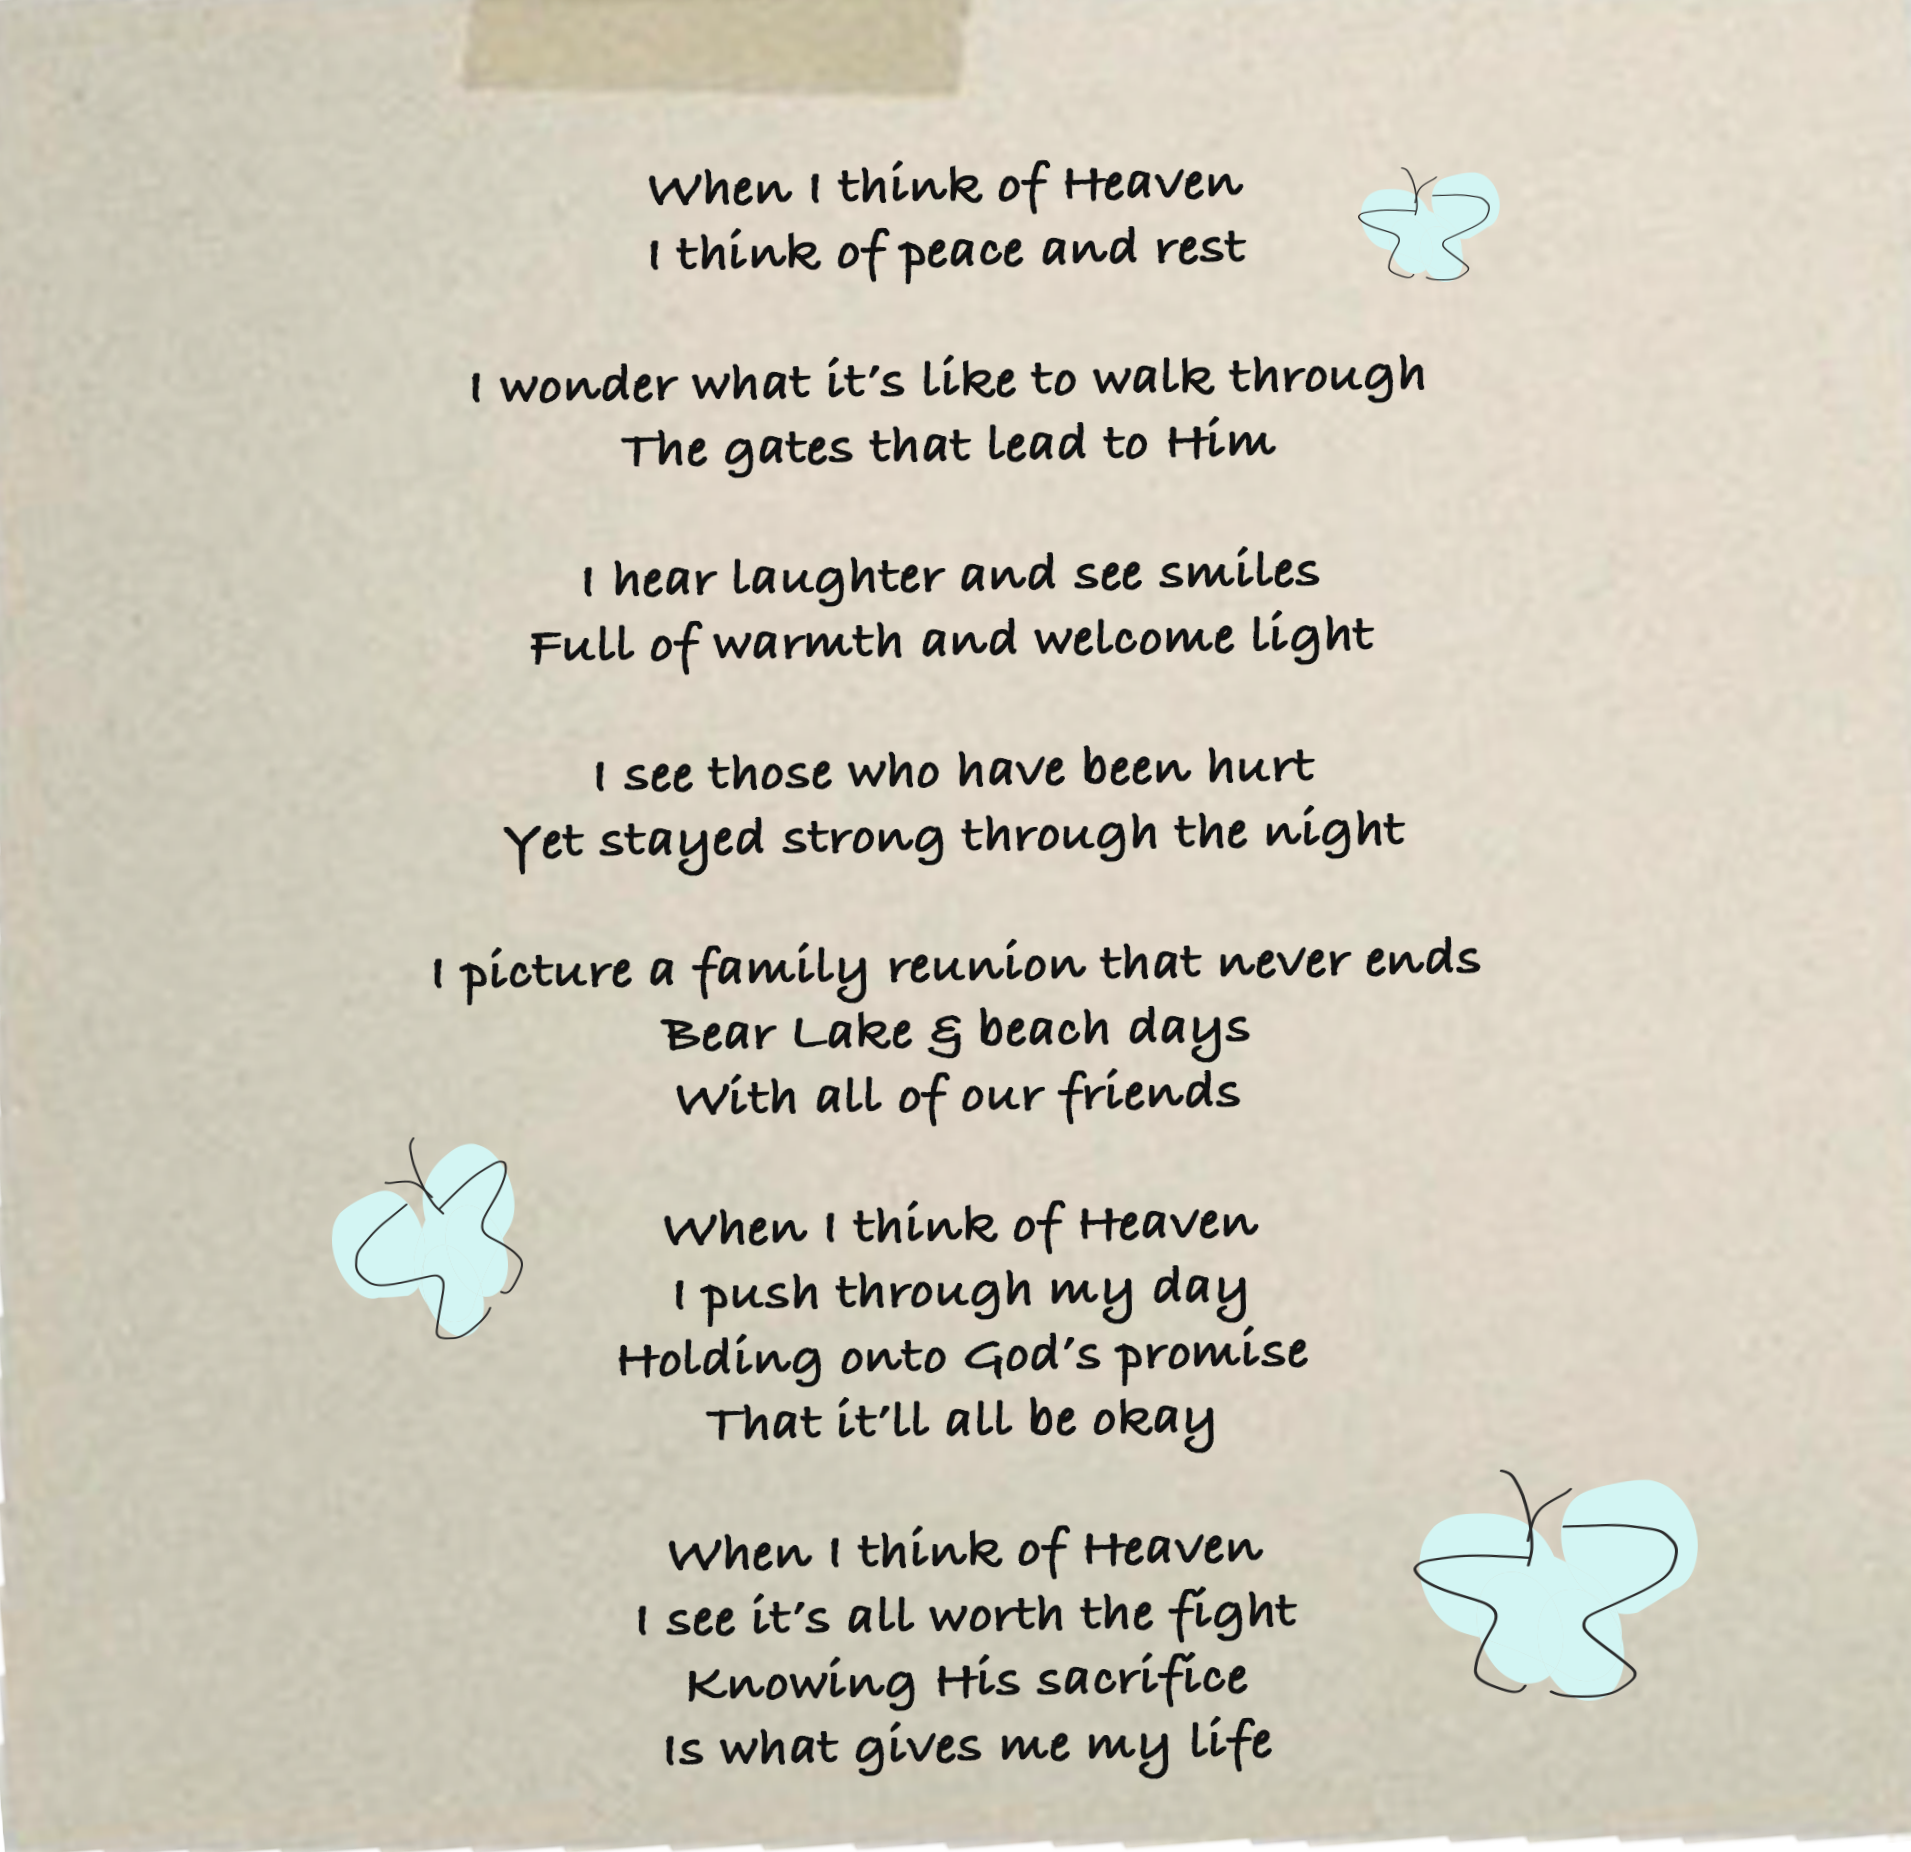 When I think of Heaven
I think of peace and rest
I wonder what it's like to walk through
The gates that lead to Him
I hear laughter and see smiles
Full of warmth and welcome light
I see those who have been hurt
Yet stayed strong through the night
I picture a family reunion that never ends
Bear Lake & beach days
With all of our friends
When I think of Heaven
I push through my day
Holding onto God's promise
That it'll all be okay
When I think of Heaven
I see it's all worth the fight
Knowing His sacrifice
Is what gives me my life